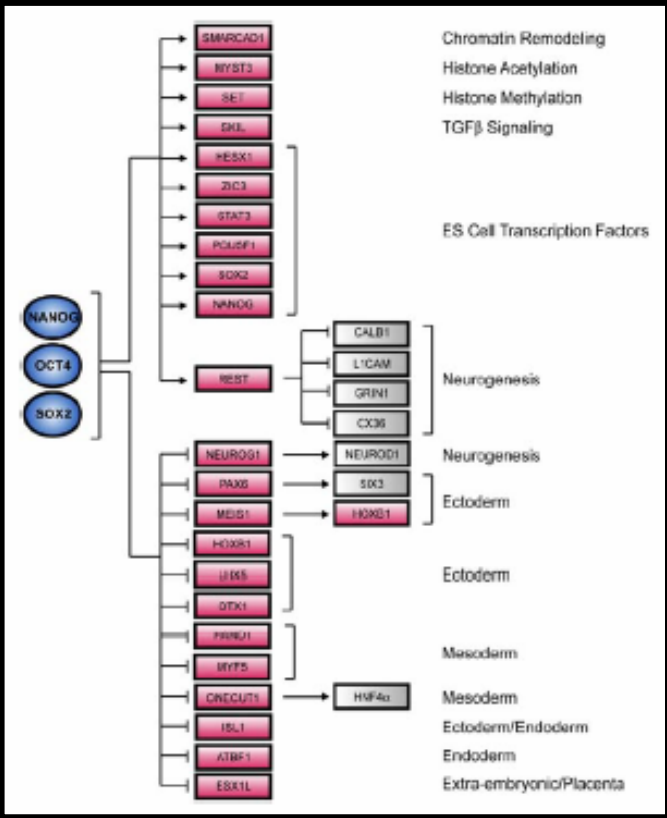 SMARCAD1 Chromatin Remodeling
MYST3 Histone Acetylation
SET Histone Methylation
SKIL TGFβ Signaling
HESX1
ZIC3
STAT3
POU5F1
SOX2
NANOG
ES Cell Transcription Factors
NANOG
OCT4
SOX2
REST
CALB1
L1CAM
GRIN1
CX36
Neurogenesis
NEUROG1 NEUROD1 Neurogenesis
PAX6 SIX3
MEIS1 HOXB1
Ectoderm
HOXB1
LHX5
OTX1
Ectoderm
MYF5
Mesoderm
ONECUT1 HNF4α Mesoderm
ISL1 Ectoderm/Endoderm
ATBF1 Endoderm
ESX1L Extra-embryonic/Placenta